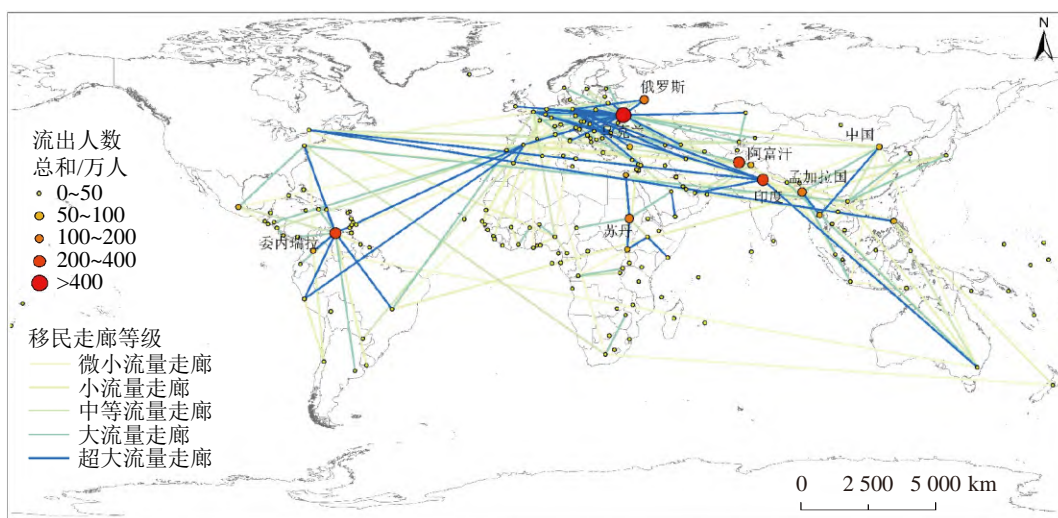 N
俄罗斯
中国
阿富汗
孟加拉国
印度
苏丹
委内瑞拉
流出人数
总和/万人
0~50
50~100
100~200
200~400
>400
移民走廊等级
微小流量走廊
小流量走廊
中等流量走廊
大流量走廊
超大流量走廊
0 2 500 5 000 km